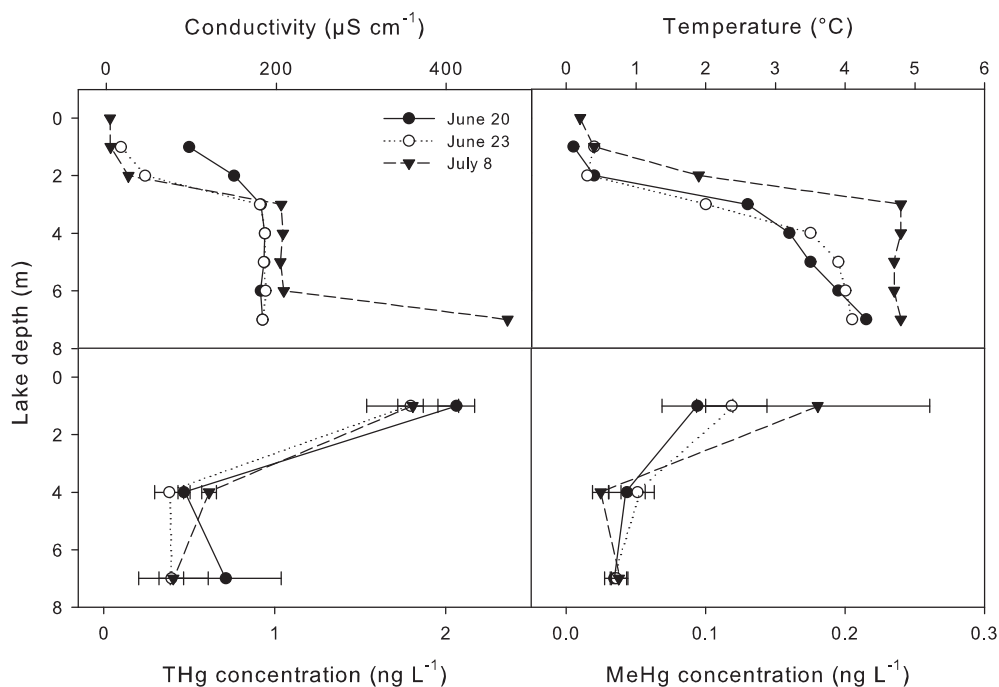 Conductivity (µS cm⁻¹)
Temperature (°C)
0 200 400
0 1 2 3 4 5 6
0
2
4
6
8
June 20
June 23
July 8
Lake depth (m)
0
2
4
6
8
0 1 2
0.0 0.1 0.2 0.3
THg concentration (ng L⁻¹)
MeHg concentration (ng L⁻¹)